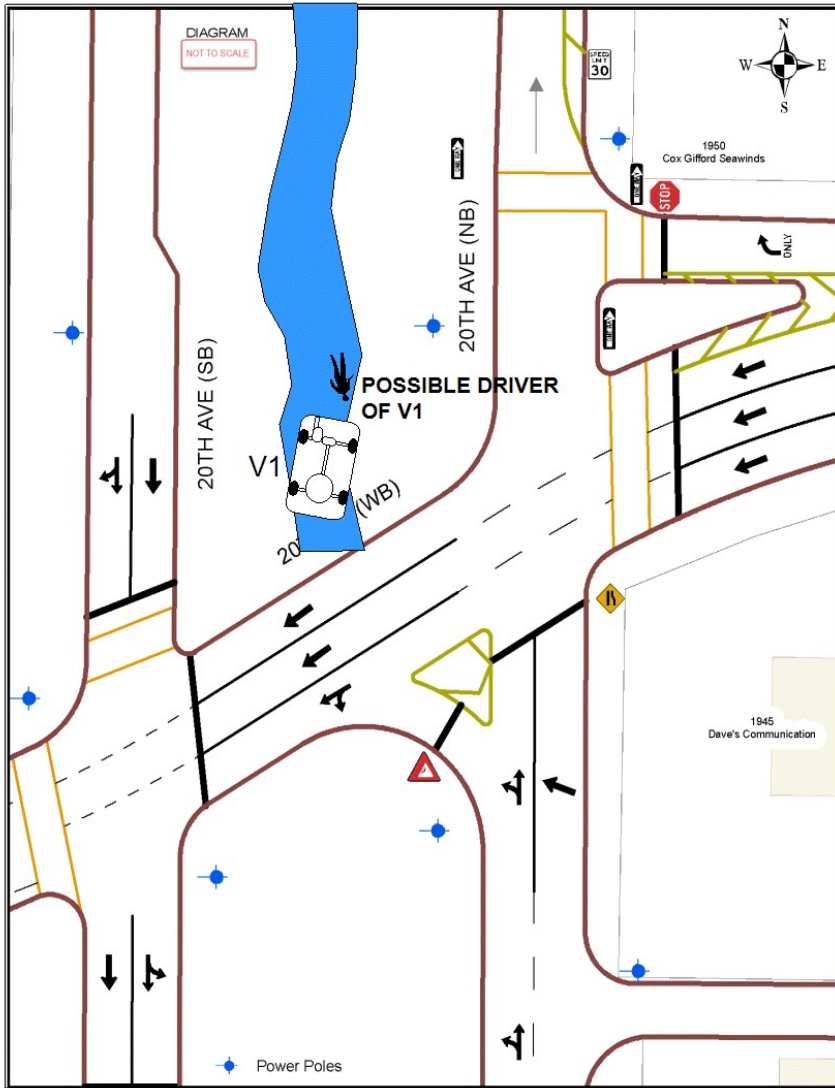 DIAGRAM
NOT TO SCALE
SPEED
LIMIT
30
N
W
E
S
1950
Cox Gifford Seawinds
STOP
ONLY
20TH AVE (NB)
20TH AVE (SB)
POSSIBLE DRIVER
OF V1
V1
20
(WB)
1945
Dave's Communication
Power Poles